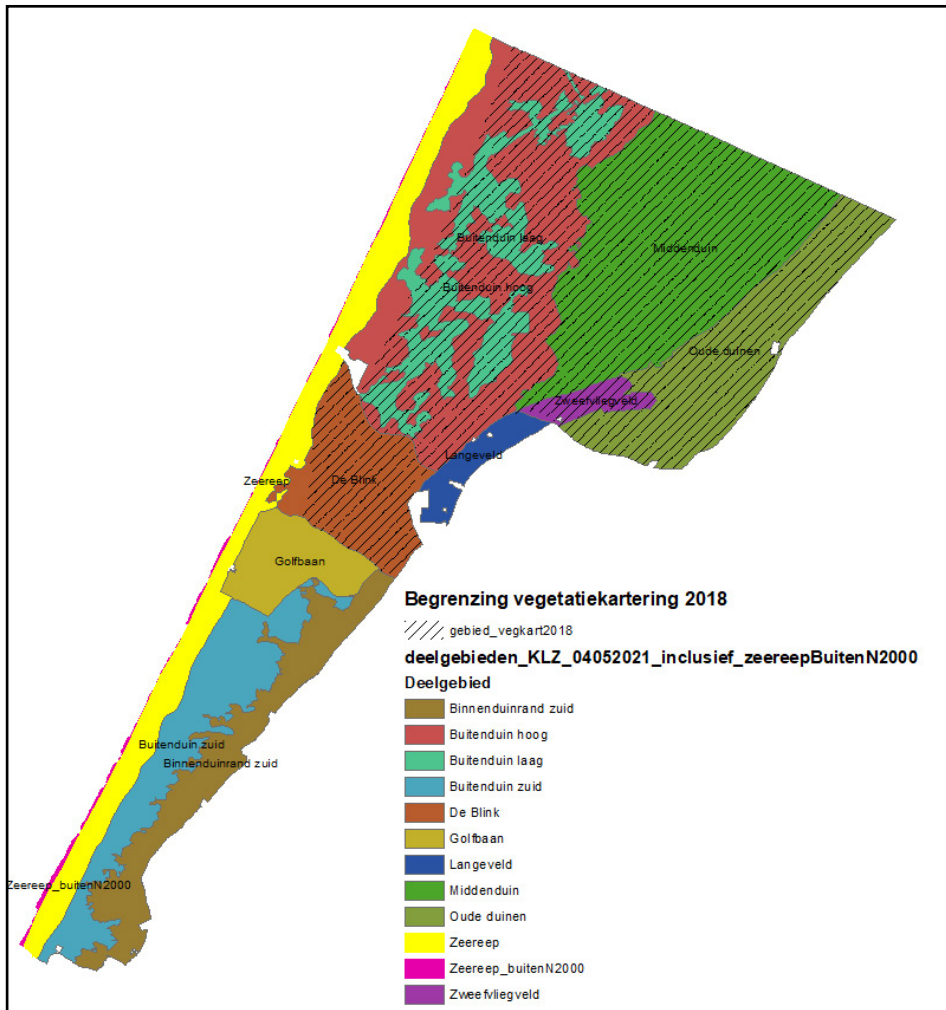 Buitenduin laag
Middenduin
Buitenduin hoog
Oude duinen
Zweefvliegveld
Langeveld
Zeereep
De Blink
Golfbaan
Buitenduin zuid
Binnenduinrand zuid
Zeereep_buitenN2000
Begrenzing vegetatiekartering 2018
gebied_vegkart2018
deelgebieden_KLZ_04052021_inclusief_zeereepBuitenN2000
Deelgebied
Binnenduinrand zuid
Buitenduin hoog
Buitenduin laag
Buitenduin zuid
De Blink
Golfbaan
Langeveld
Middenduin
Oude duinen
Zeereep
Zeereep_buitenN2000
Zweefvliegveld